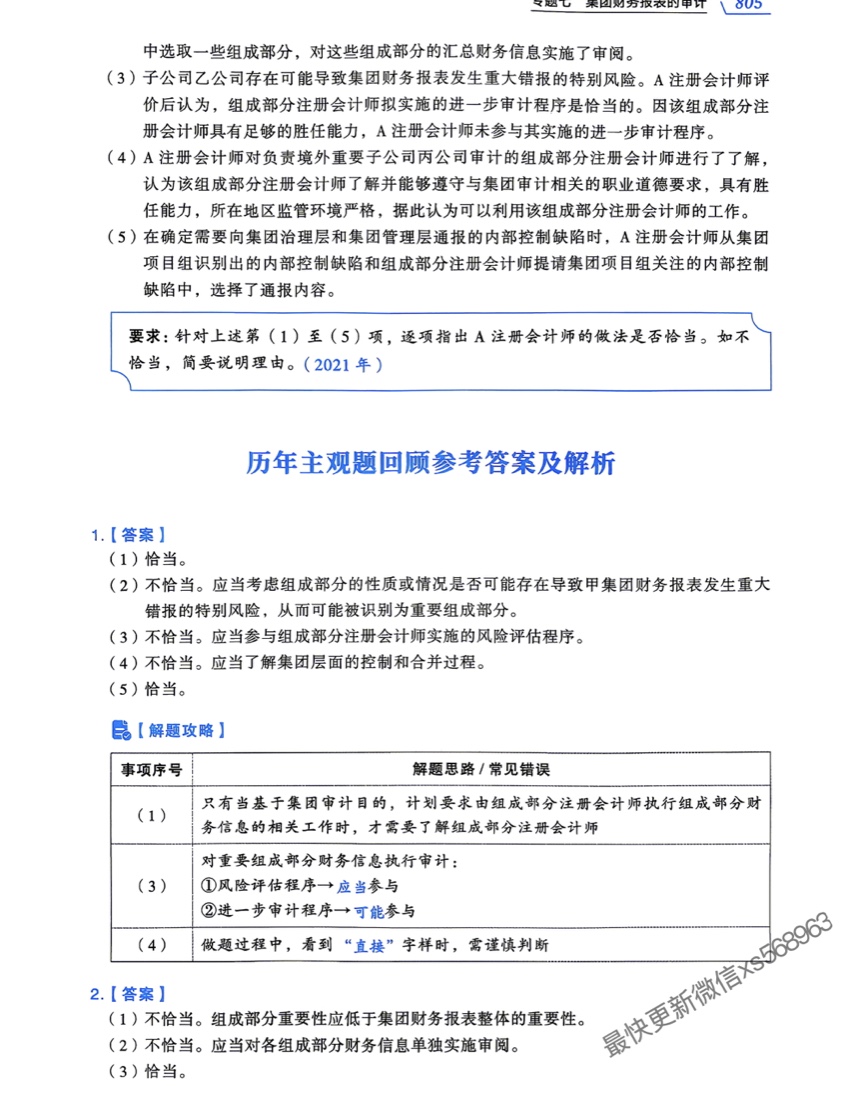 专题七 集团财务报表的审计 805
中选取一些组成部分，对这些组成部分的汇总财务信息实施了审阅。
（3）子公司乙公司存在可能导致集团财务报表发生重大错报的特别风险。A 注册会计师评
价后认为，组成部分注册会计师拟实施的进一步审计程序是恰当的。因该组成部分注
册会计师具有足够的胜任能力，A 注册会计师未参与其实施的进一步审计程序。
（4）A 注册会计师对负责境外重要子公司丙公司审计的组成部分注册会计师进行了了解，
认为该组成部分注册会计师了解并能够遵守与集团审计相关的职业道德要求，具有胜
任能力，所在地区监管环境严格，据此认为可以利用该组成部分注册会计师的工作。
（5）在确定需要向集团治理层和集团管理层通报的内部控制缺陷时，A 注册会计师从集团
项目组识别出的内部控制缺陷和组成部分注册会计师提请集团项目组关注的内部控制
缺陷中，选择了通报内容。
要求：针对上述第（1）至（5）项，逐项指出 A 注册会计师的做法是否恰当。如不
恰当，简要说明理由。（2021 年）
历年主观题回顾参考答案及解析
1.【答案】
（1）恰当。
（2）不恰当。应当考虑组成部分的性质或情况是否可能存在导致甲集团财务报表发生重大
错报的特别风险，从而可能被识别为重要组成部分。
（3）不恰当。应当参与组成部分注册会计师实施的风险评估程序。
（4）不恰当。应当了解集团层面的控制和合并过程。
（5）恰当。
【解题攻略】
事项序号 解题思路 / 常见错误
（1） 只有当基于集团审计目的，计划要求由组成部分注册会计师执行组成部分财
务信息的相关工作时，才需要了解组成部分注册会计师
对重要组成部分财务信息执行审计：
（3） ①风险评估程序→应当参与
②进一步审计程序→可能参与
（4） 做题过程中，看到“直接”字样时，需谨慎判断
2.【答案】
（1）不恰当。组成部分重要性应低于集团财务报表整体的重要性。
（2）不恰当。应当对各组成部分财务信息单独实施审阅。
（3）恰当。
最快更新微信xs568963